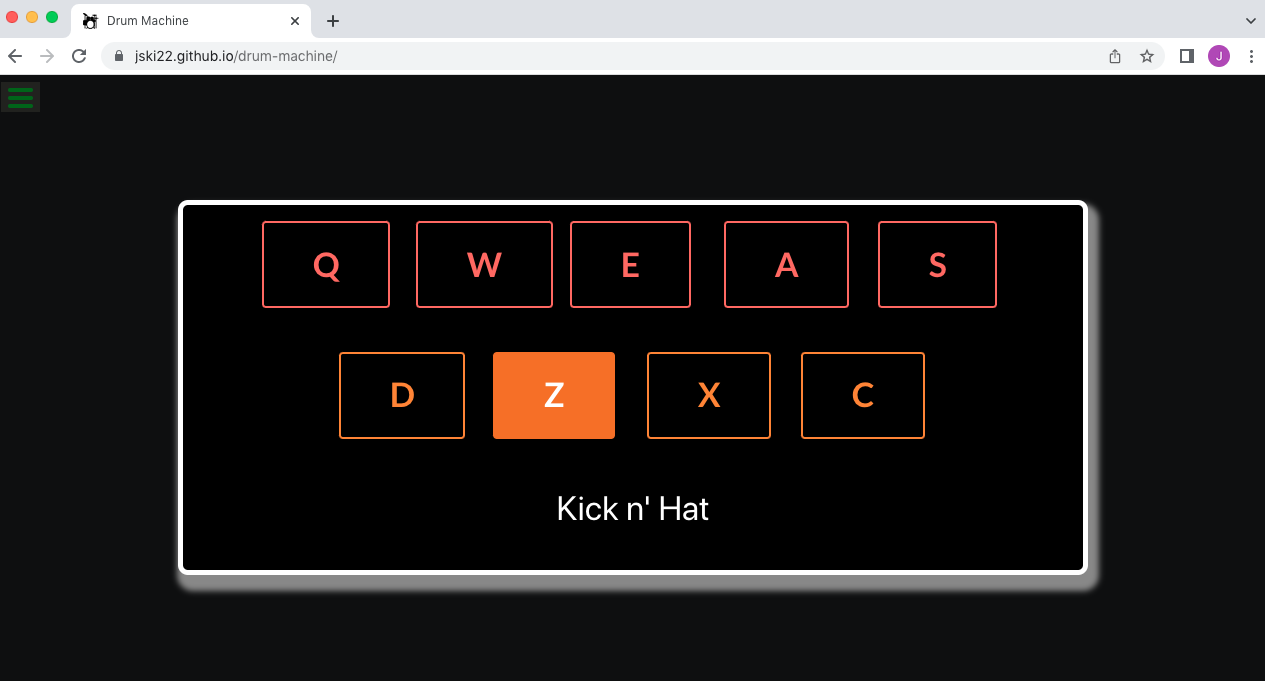 Drum Machine
jski22.github.io/drum-machine/
J
Q W E A S
D Z X C
Kick n' Hat